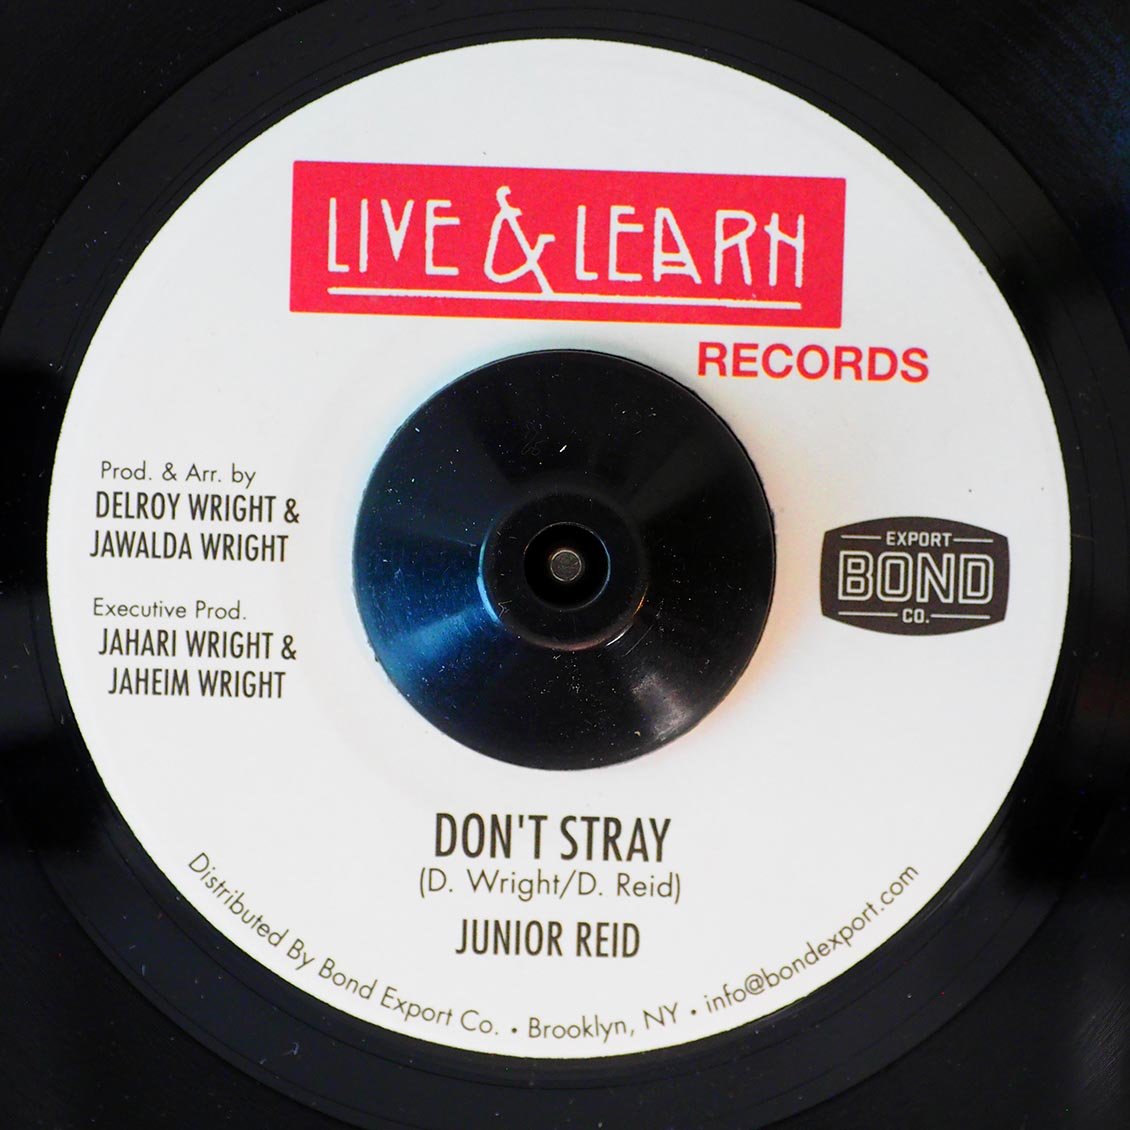 LIVE & LEARN
RECORDS
Prod. & Arr. by
DELROY WRIGHT &
JAWALDA WRIGHT
Executive Prod.
JAHARI WRIGHT &
JAHEIM WRIGHT
EXPORT
BOND
CO.
DON'T STRAY
(D. Wright/D. Reid)
JUNIOR REID
Distributed By Bond Export Co. • Brooklyn, NY • info@bondexport.com